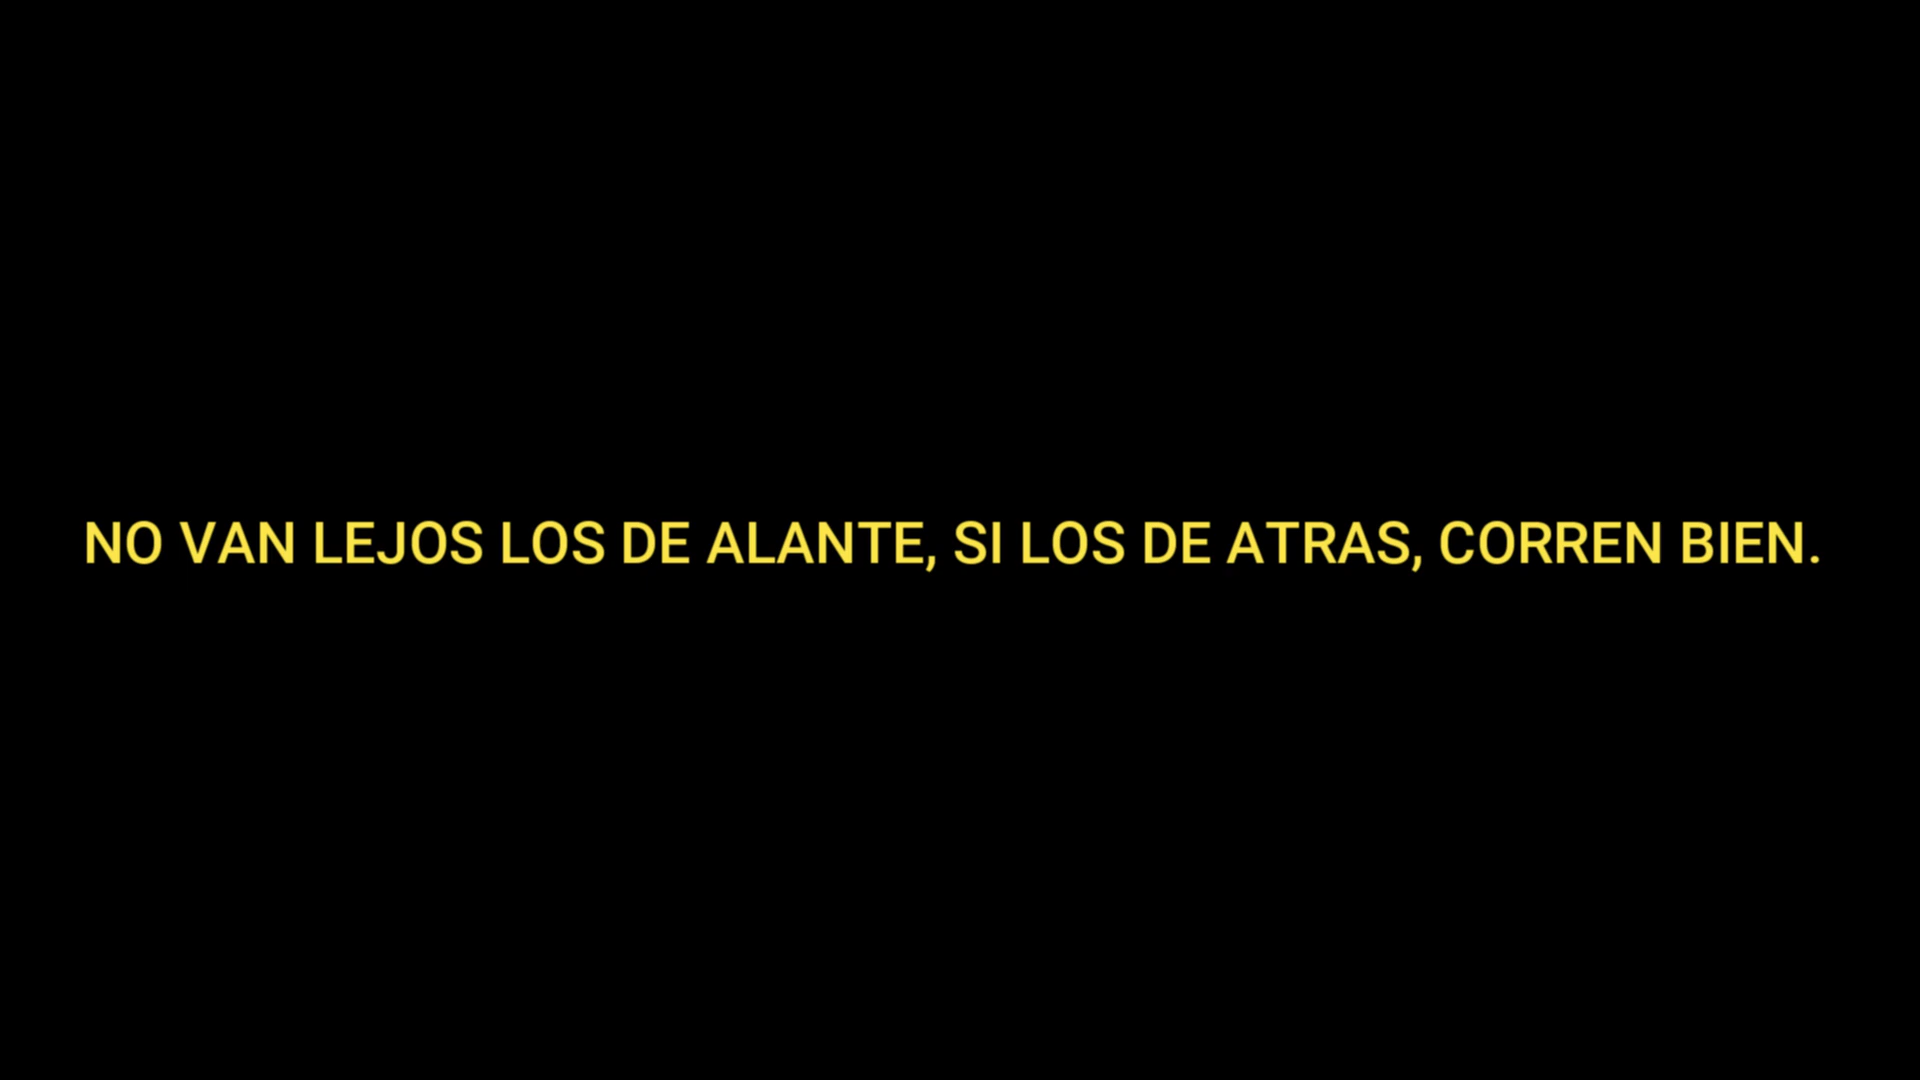 NO VAN LEJOS LOS DE ALANTE, SI LOS DE ATRAS, CORREN BIEN.